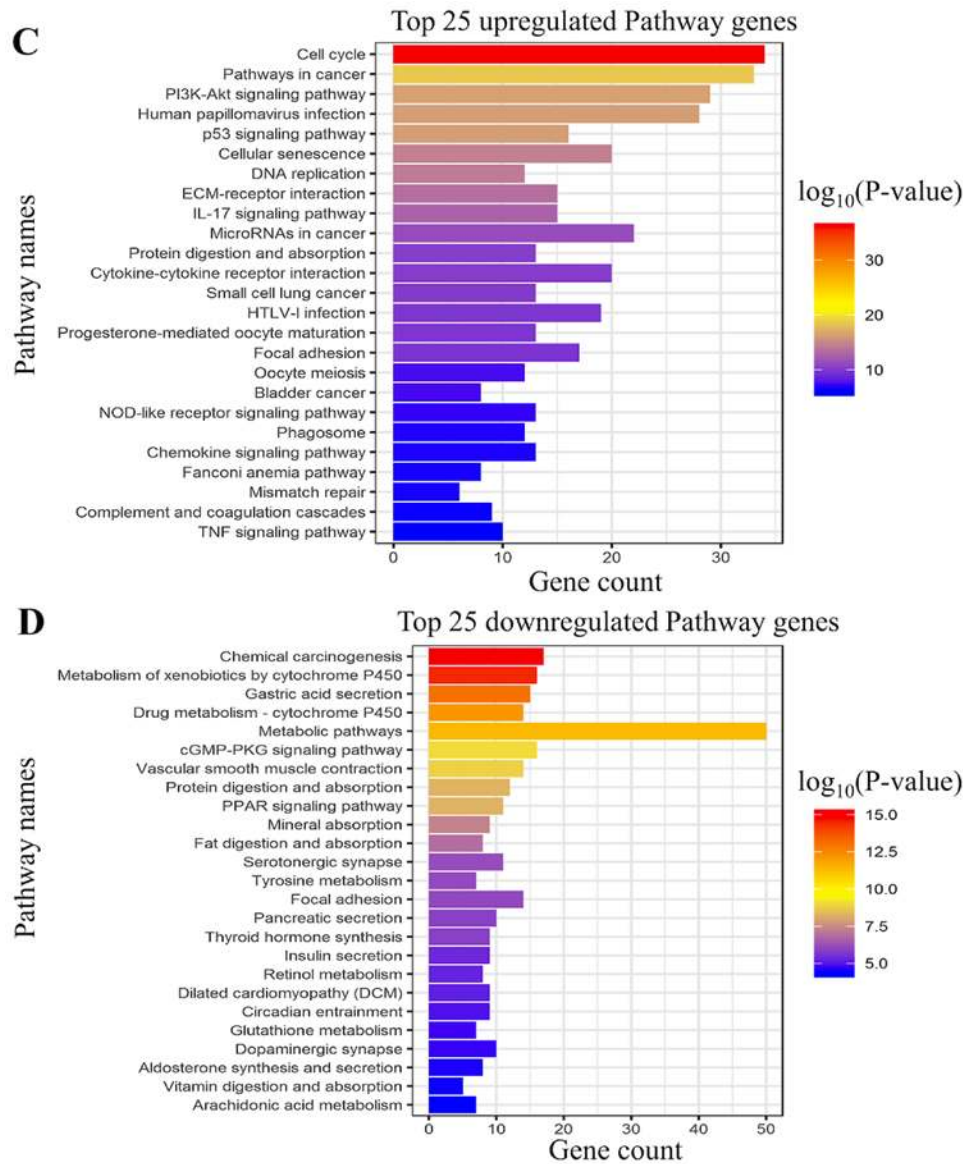 C
Top 25 upregulated Pathway genes
Pathway names
Cell cycle
Pathways in cancer
PI3K-Akt signaling pathway
Human papillomavirus infection
p53 signaling pathway
Cellular senescence
DNA replication
ECM-receptor interaction
IL-17 signaling pathway
MicroRNAs in cancer
Protein digestion and absorption
Cytokine-cytokine receptor interaction
Small cell lung cancer
HTLV-I infection
Progesterone-mediated oocyte maturation
Focal adhesion
Oocyte meiosis
Bladder cancer
NOD-like receptor signaling pathway
Phagosome
Chemokine signaling pathway
Fanconi anemia pathway
Mismatch repair
Complement and coagulation cascades
TNF signaling pathway
0 10 20 30
Gene count
log₁₀(P-value)
30
20
10
D
Top 25 downregulated Pathway genes
Pathway names
Chemical carcinogenesis
Metabolism of xenobiotics by cytochrome P450
Gastric acid secretion
Drug metabolism - cytochrome P450
Metabolic pathways
cGMP-PKG signaling pathway
Vascular smooth muscle contraction
Protein digestion and absorption
PPAR signaling pathway
Mineral absorption
Fat digestion and absorption
Serotonergic synapse
Tyrosine metabolism
Focal adhesion
Pancreatic secretion
Thyroid hormone synthesis
Insulin secretion
Retinol metabolism
Dilated cardiomyopathy (DCM)
Circadian entrainment
Glutathione metabolism
Dopaminergic synapse
Aldosterone synthesis and secretion
Vitamin digestion and absorption
Arachidonic acid metabolism
0 10 20 30 40 50
Gene count
log₁₀(P-value)
15.0
12.5
10.0
7.5
5.0